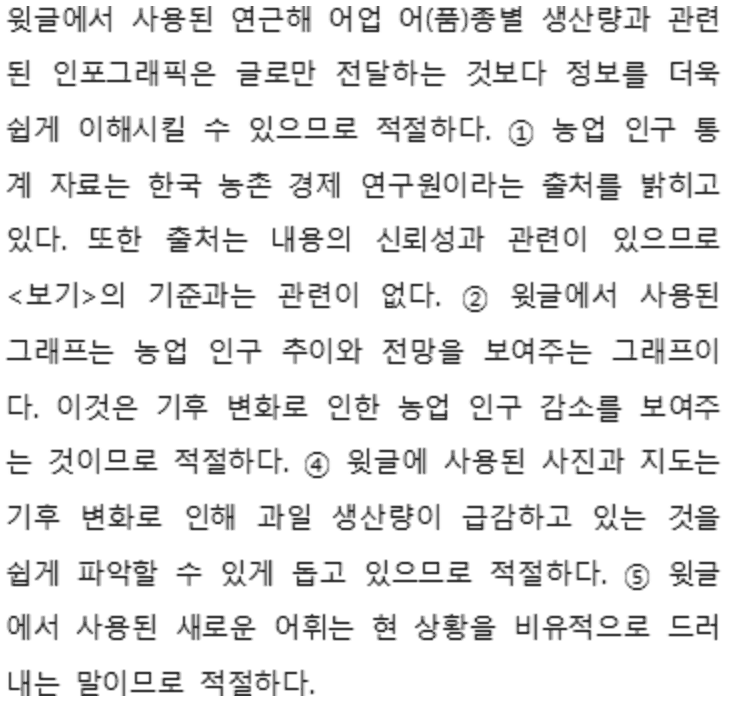 윗글에서 사용된 연근해 어업 어(품)종별 생산량과 관련
된 인포그래픽은 글로만 전달하는 것보다 정보를 더욱
쉽게 이해시킬 수 있으므로 적절하다. ① 농업 인구 통
계 자료는 한국 농촌 경제 연구원이라는 출처를 밝히고
있다. 또한 출처는 내용의 신뢰성과 관련이 있으므로
<보기>의 기준과는 관련이 없다. ② 윗글에서 사용된
그래프는 농업 인구 추이와 전망을 보여주는 그래프이
다. 이것은 기후 변화로 인한 농업 인구 감소를 보여주
는 것이므로 적절하다. ④ 윗글에 사용된 사진과 지도는
기후 변화로 인해 과일 생산량이 급감하고 있는 것을
쉽게 파악할 수 있게 돕고 있으므로 적절하다. ⑤ 윗글
에서 사용된 새로운 어휘는 현 상황을 비유적으로 드러
내는 말이므로 적절하다.